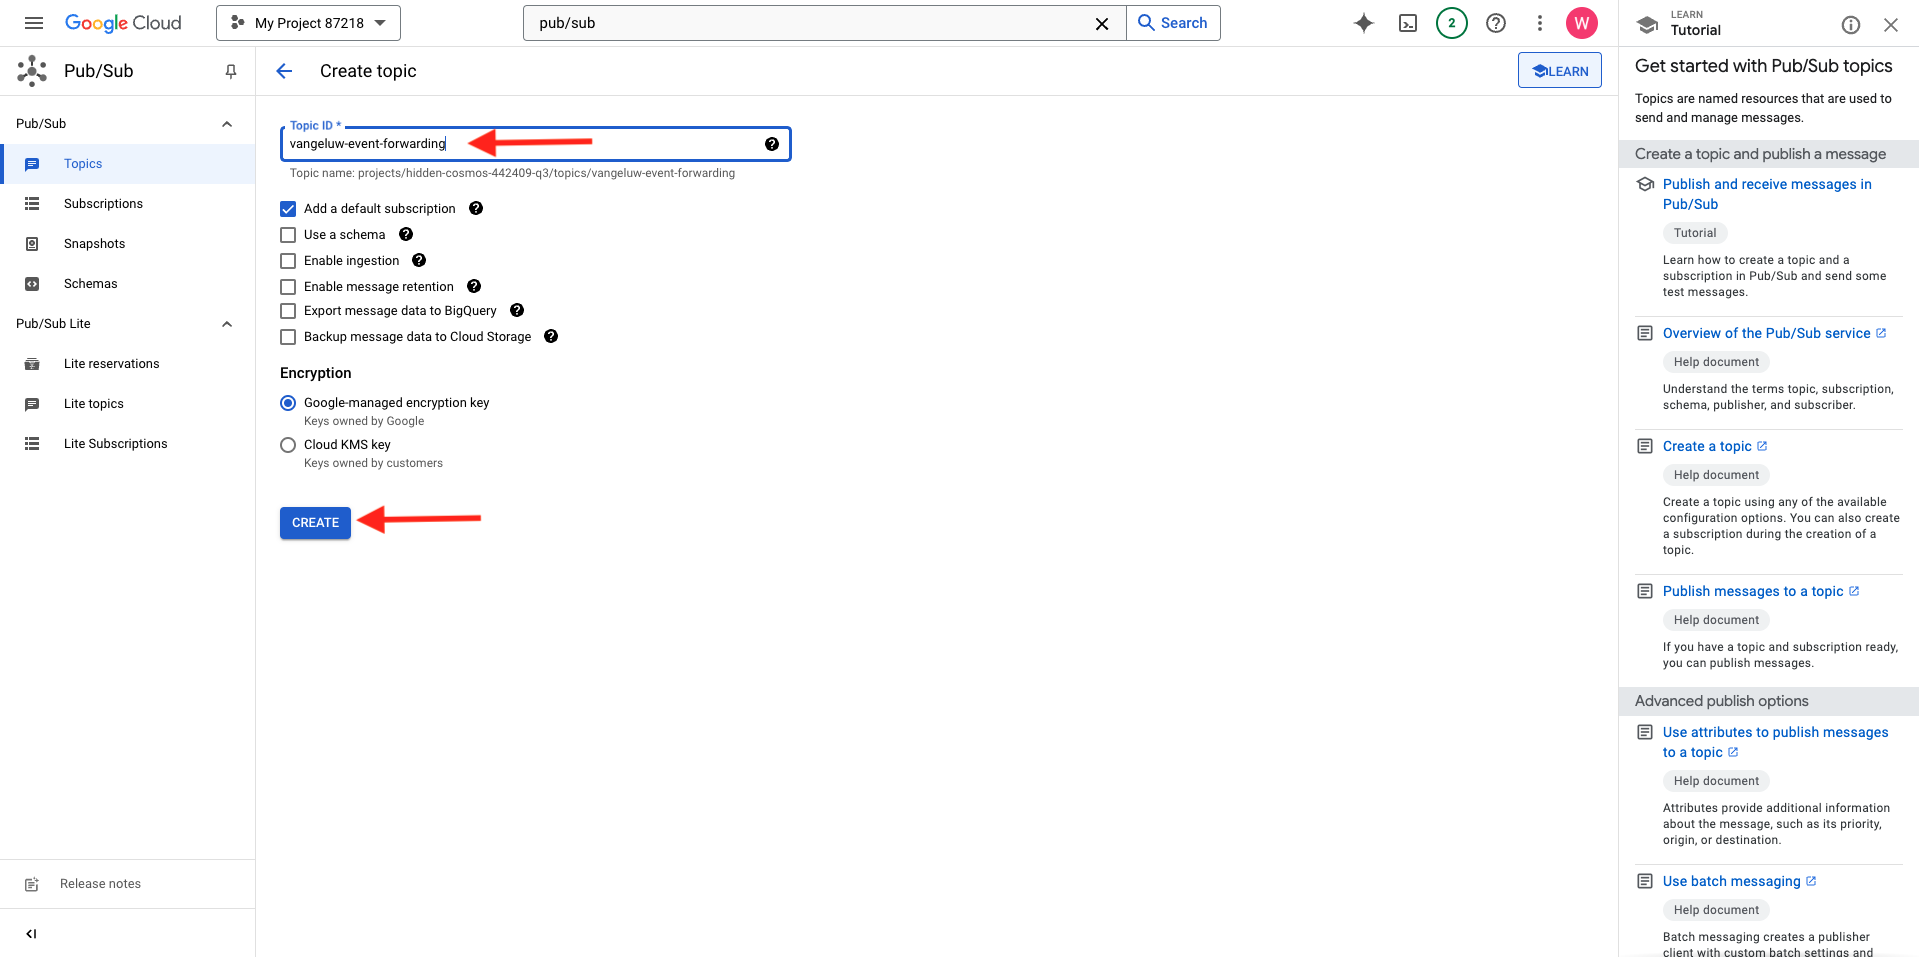 Google Cloud
My Project 87218
pub/sub
Search
2
W
LEARN
Tutorial
Pub/Sub
Create topic
LEARN
Pub/Sub
Topics
Subscriptions
Snapshots
Schemas
Pub/Sub Lite
Lite reservations
Lite topics
Lite Subscriptions
Release notes
Topic ID *
vangeluw-event-forwarding
Topic name: projects/hidden-cosmos-442409-q3/topics/vangeluw-event-forwarding
Add a default subscription
Use a schema
Enable ingestion
Enable message retention
Export message data to BigQuery
Backup message data to Cloud Storage
Encryption
Google-managed encryption key
Keys owned by Google
Cloud KMS key
Keys owned by customers
CREATE
Get started with Pub/Sub topics
Topics are named resources that are used to
send and manage messages.
Create a topic and publish a message
Publish and receive messages in
Pub/Sub
Tutorial
Learn how to create a topic and a
subscription in Pub/Sub and send some
test messages.
Overview of the Pub/Sub service
Help document
Understand the terms topic, subscription,
schema, publisher, and subscriber.
Create a topic
Help document
Create a topic using any of the available
configuration options. You can also create
a subscription during the creation of a
topic.
Publish messages to a topic
Help document
If you have a topic and subscription ready,
you can publish messages.
Advanced publish options
Use attributes to publish messages
to a topic
Help document
Attributes provide additional information
about the message, such as its priority,
origin, or destination.
Use batch messaging
Help document
Batch messaging creates a publisher
client with custom batch settings and